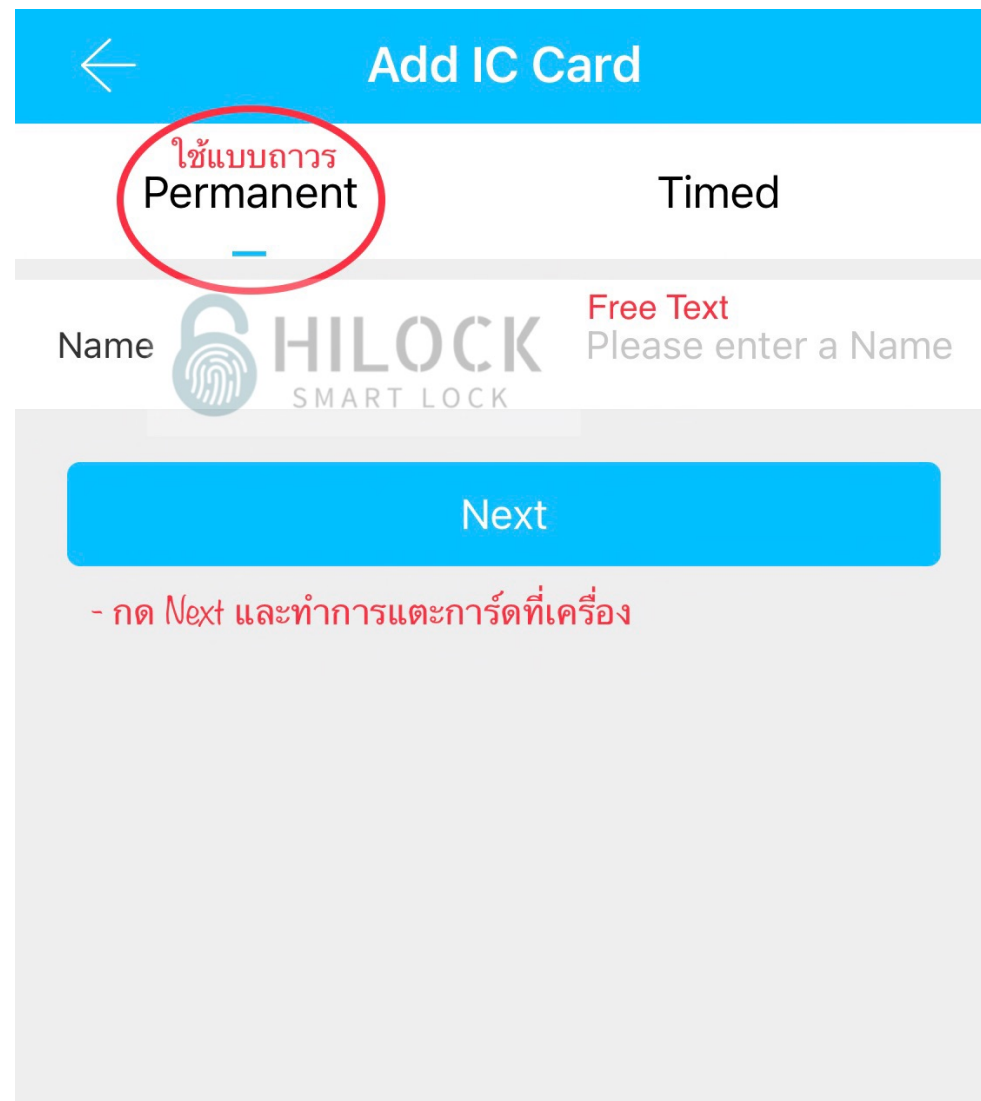 Add IC Card
ใช้แบบถาวร
Permanent
Timed
Free Text
Name
Please enter a Name
HILOCK
SMART LOCK
Next
- กด Next และทำการแตะการ์ดที่เครื่อง